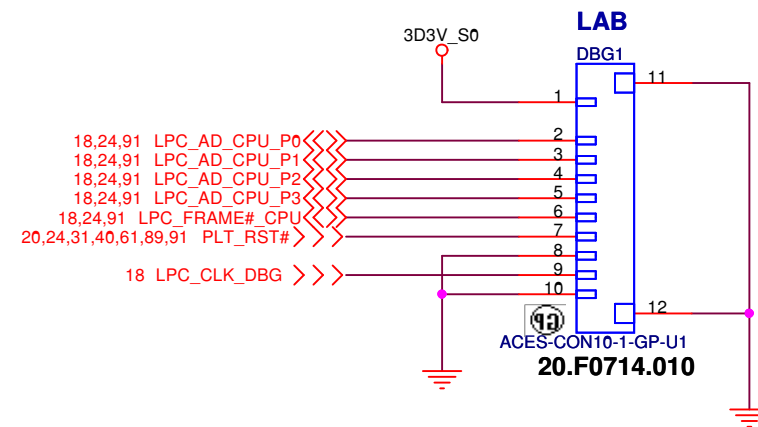 LAB
3D3V_S0
DBG1
11
1
18,24,91 LPC_AD_CPU_P0
2
18,24,91 LPC_AD_CPU_P1
3
18,24,91 LPC_AD_CPU_P2
4
18,24,91 LPC_AD_CPU_P3
5
18,24,91 LPC_FRAME#_CPU
6
20,24,31,40,61,89,91 PLT_RST#
7
8
18 LPC_CLK_DBG
9
10
12
GP
ACES-CON10-1-GP-U1
20.F0714.010